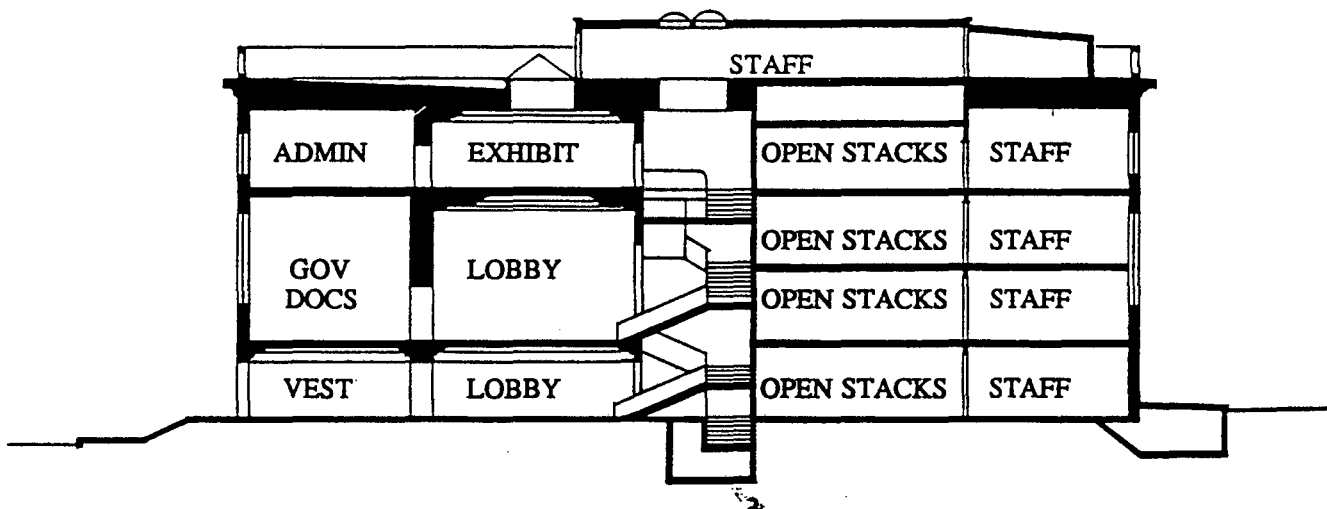 STAFF
ADMIN EXHIBIT OPEN STACKS STAFF
GOV DOCS LOBBY OPEN STACKS STAFF
OPEN STACKS STAFF
VEST LOBBY OPEN STACKS STAFF